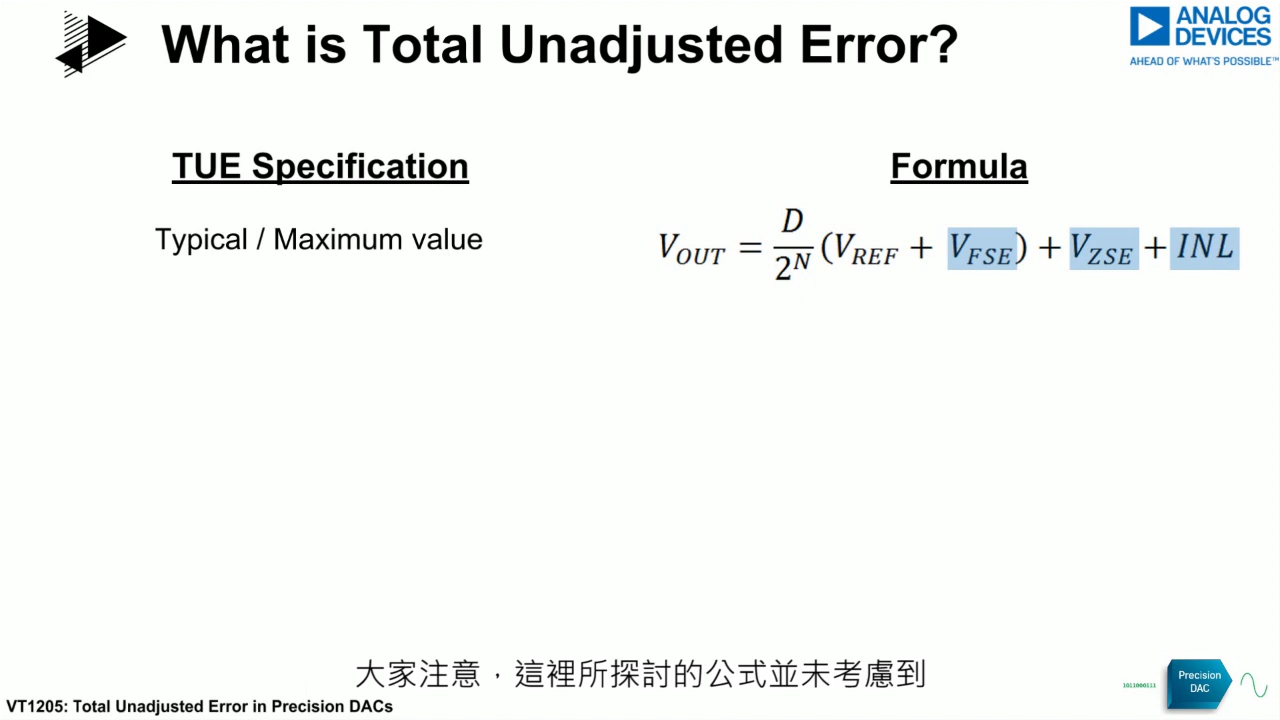 What is Total Unadjusted Error?
ANALOG
DEVICES
AHEAD OF WHAT'S POSSIBLE™
TUE Specification
Typical / Maximum value
Formula
V_OUT = D/2^N (V_REF + V_FSE) + V_ZSE + INL
大家注意，這裡所探討的公式並未考慮到
1011000111
Precision
DAC
VT1205: Total Unadjusted Error in Precision DACs